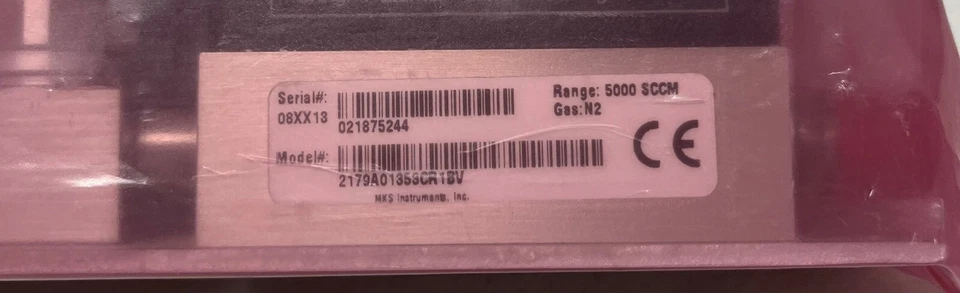 Serial#:
08XX13
021875244
Range: 5000 SCCM
Gas:N2
Model#:
2179A01353CR1BV
MKS Instruments, Inc.
CE